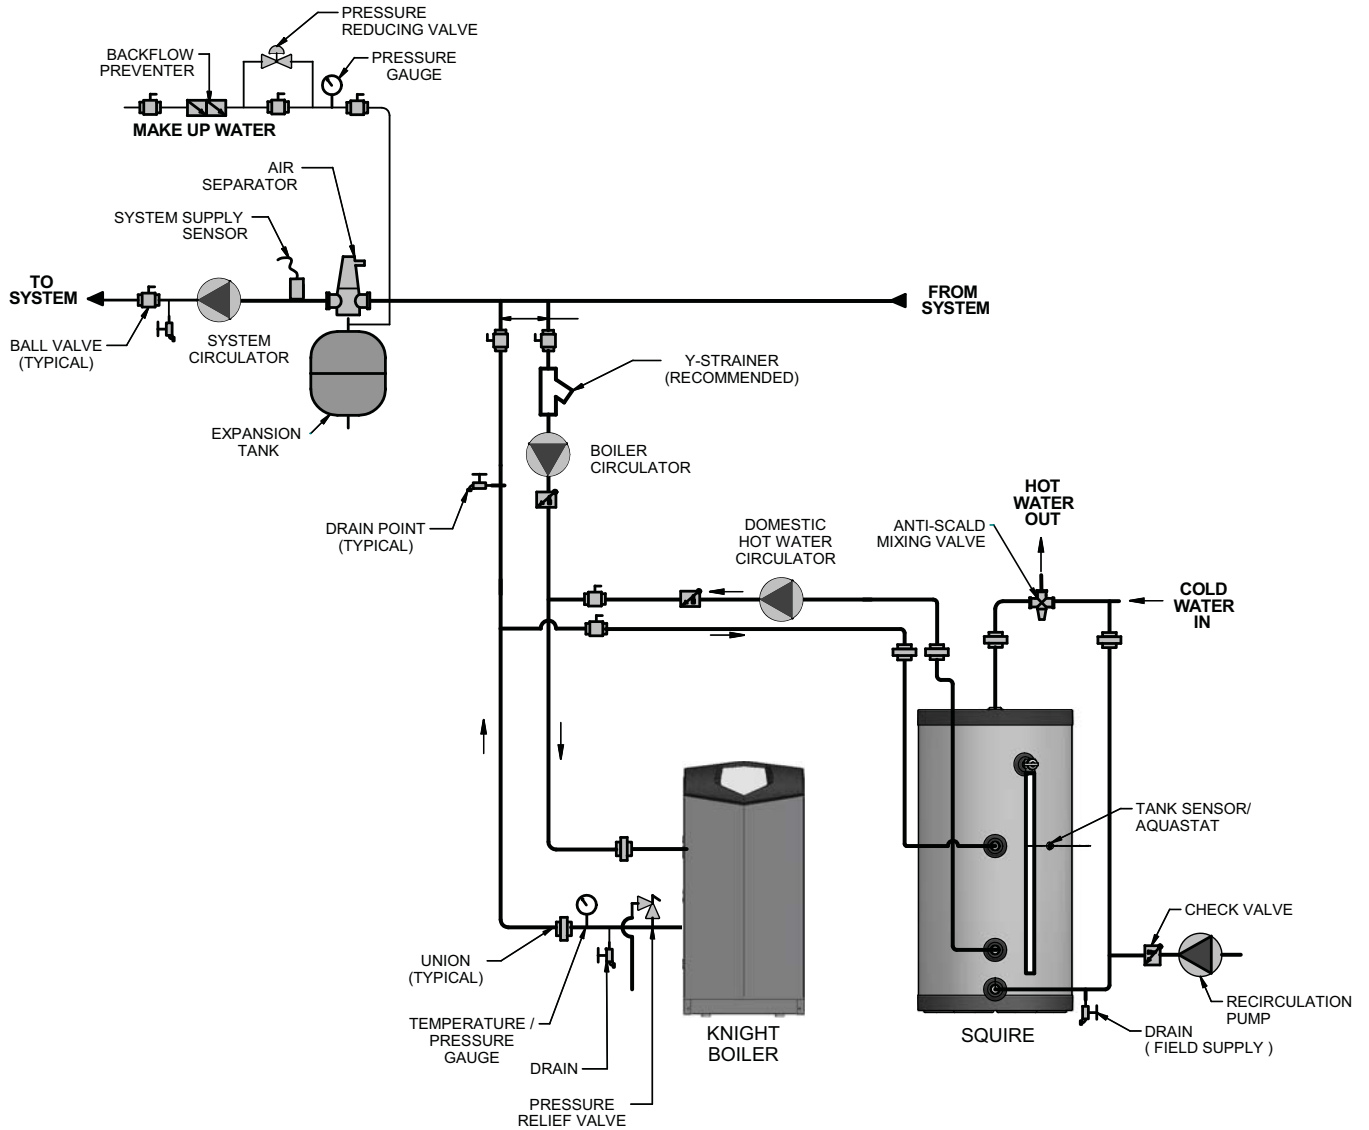 PRESSURE
REDUCING VALVE
BACKFLOW
PREVENTER
PRESSURE
GAUGE
MAKE UP WATER
AIR
SEPARATOR
SYSTEM SUPPLY
SENSOR
TO
SYSTEM
FROM
SYSTEM
BALL VALVE
(TYPICAL)
SYSTEM
CIRCULATOR
Y-STRAINER
(RECOMMENDED)
EXPANSION
TANK
BOILER
CIRCULATOR
DRAIN POINT
(TYPICAL)
DOMESTIC
HOT WATER
CIRCULATOR
ANTI-SCALD
MIXING VALVE
HOT
WATER
OUT
COLD
WATER
IN
TANK SENSOR/
AQUASTAT
CHECK VALVE
UNION
(TYPICAL)
RECIRCULATION
PUMP
TEMPERATURE /
PRESSURE
GAUGE
KNIGHT
BOILER
SQUIRE
DRAIN
( FIELD SUPPLY )
DRAIN
PRESSURE
RELIEF VALVE